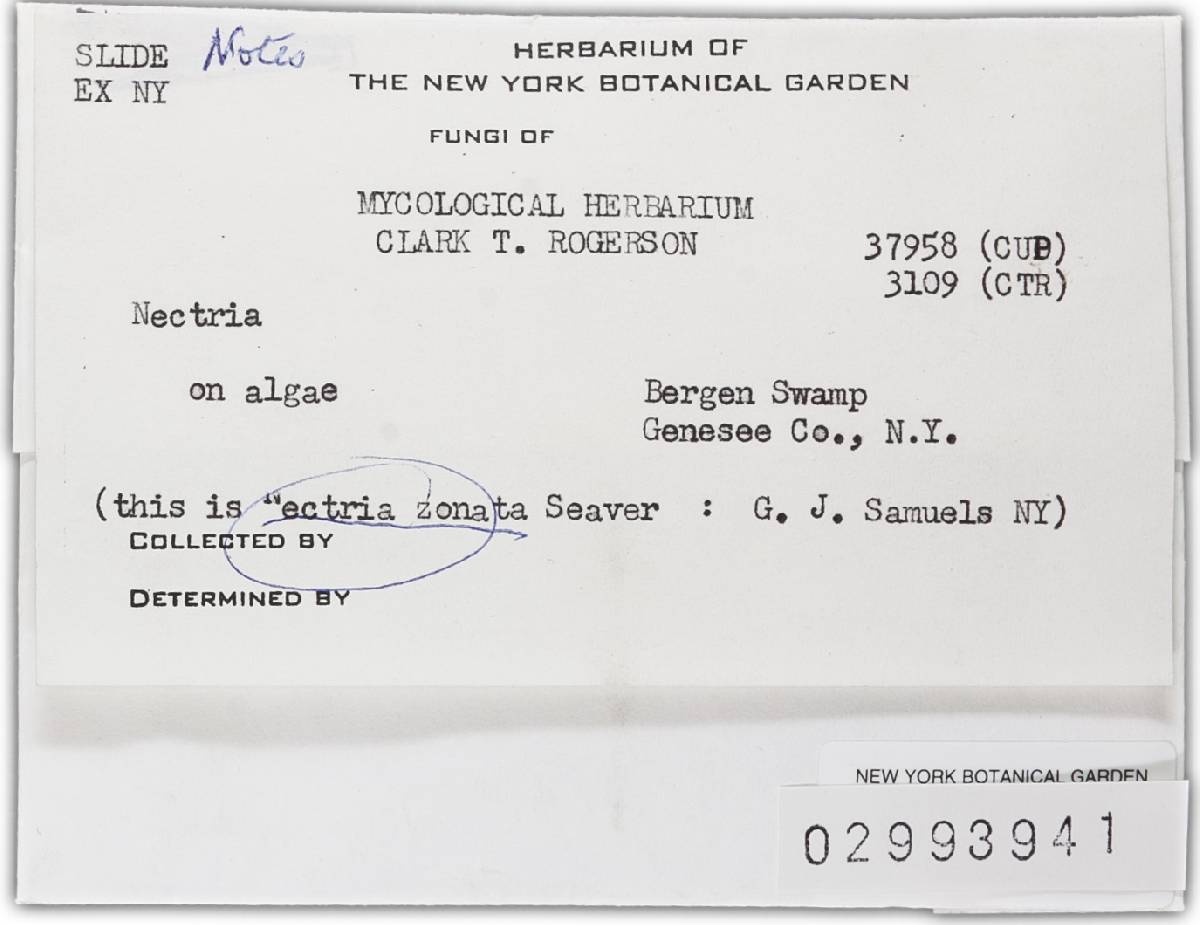 SLIDE Notes
EX NY
HERBARIUM OF
THE NEW YORK BOTANICAL GARDEN
FUNGI OF
MYCOLOGICAL HERBARIUM
CLARK T. ROGERSON
37958 (CUP)
3109 (CTR)
Nectria
on algae
Bergen Swamp
Genesee Co., N.Y.
(this is Nectria zonata Seaver : G. J. Samuels NY)
COLLECTED BY
DETERMINED BY
NEW YORK BOTANICAL GARDEN
02993941